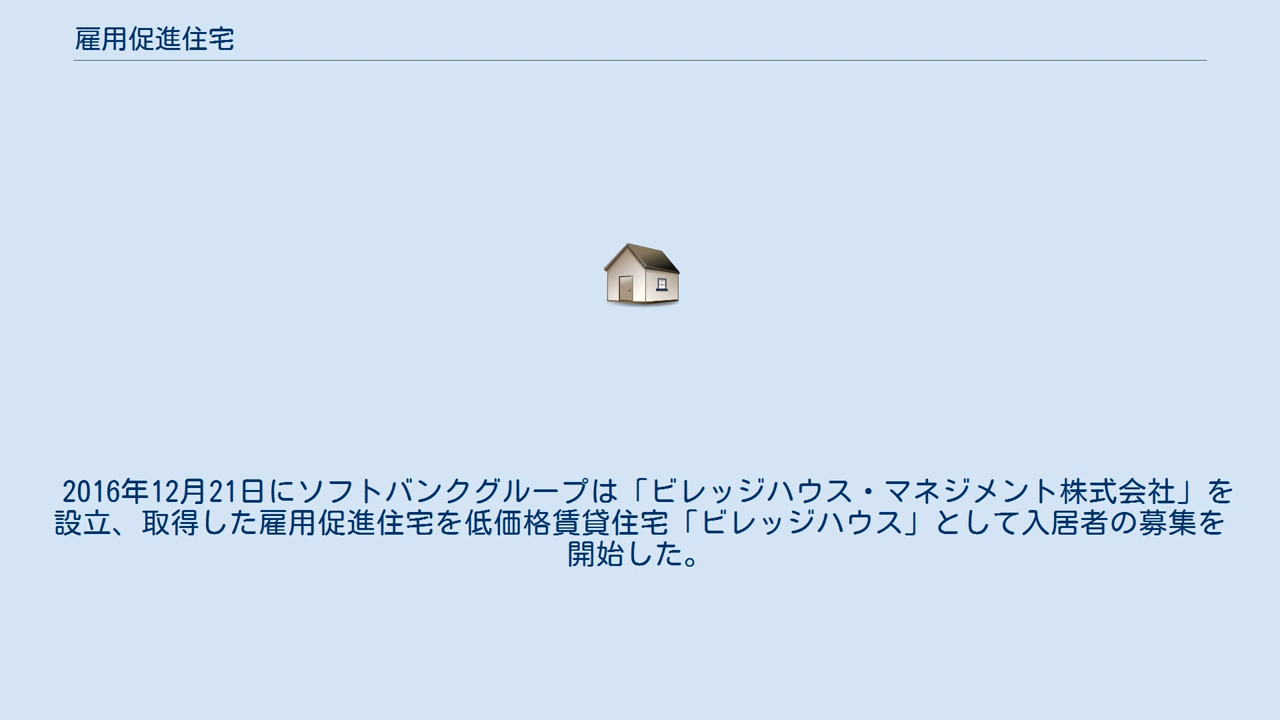 雇用促進住宅
2016年12月21日にソフトバンクグループは「ビレッジハウス・マネジメント株式会社」を
設立、取得した雇用促進住宅を低価格賃貸住宅「ビレッジハウス」として入居者の募集を
開始した。